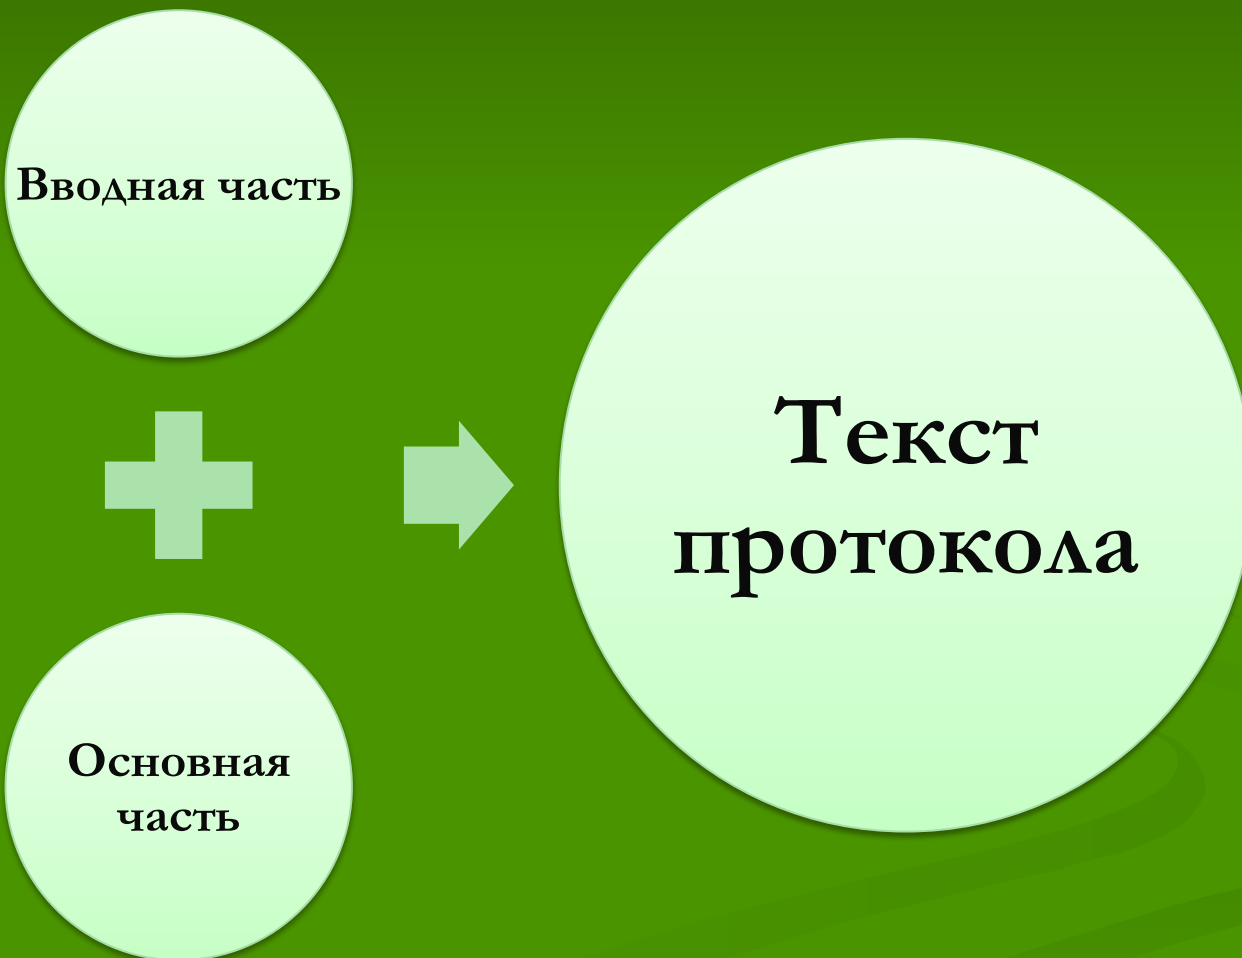 Вводная часть
Основная
часть
Текст
протокола